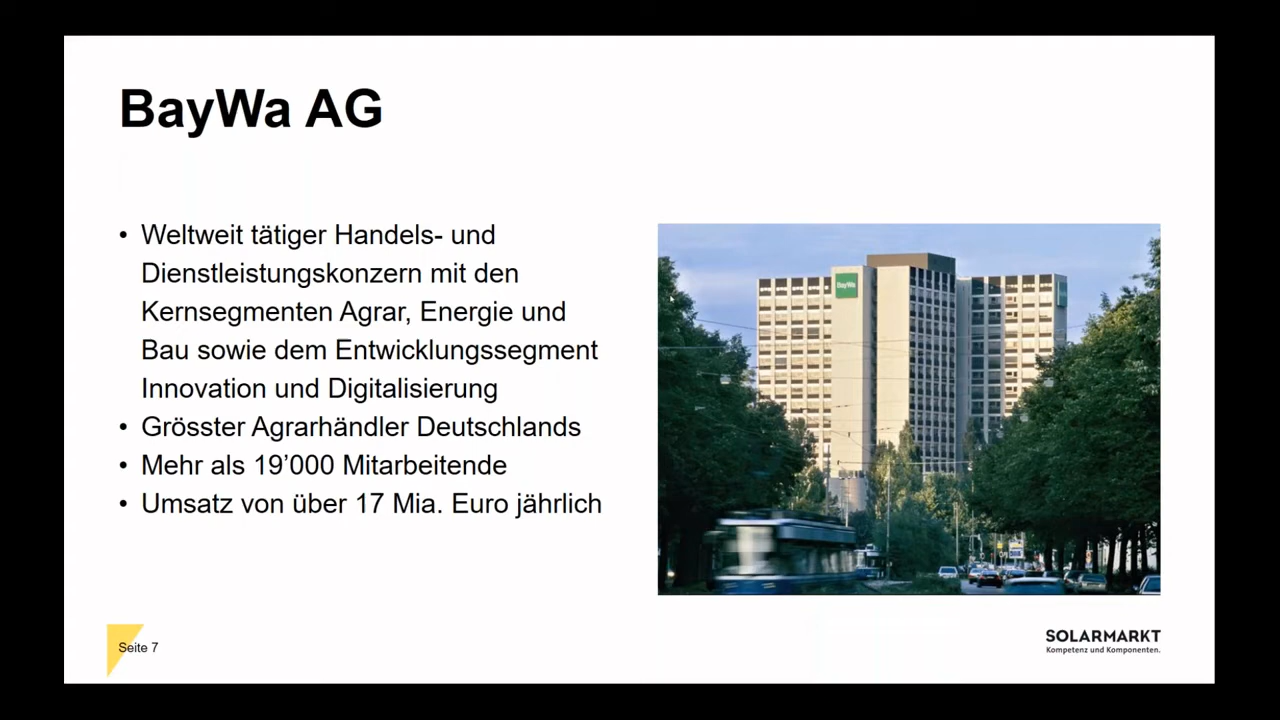 BayWa AG
• Weltweit tätiger Handels- und
Dienstleistungskonzern mit den
Kernsegmenten Agrar, Energie und
Bau sowie dem Entwicklungssegment
Innovation und Digitalisierung
• Grösster Agrarhändler Deutschlands
• Mehr als 19’000 Mitarbeitende
• Umsatz von über 17 Mia. Euro jährlich
BayWa
Seite 7
SOLARMARKT
Kompetenz und Komponenten.